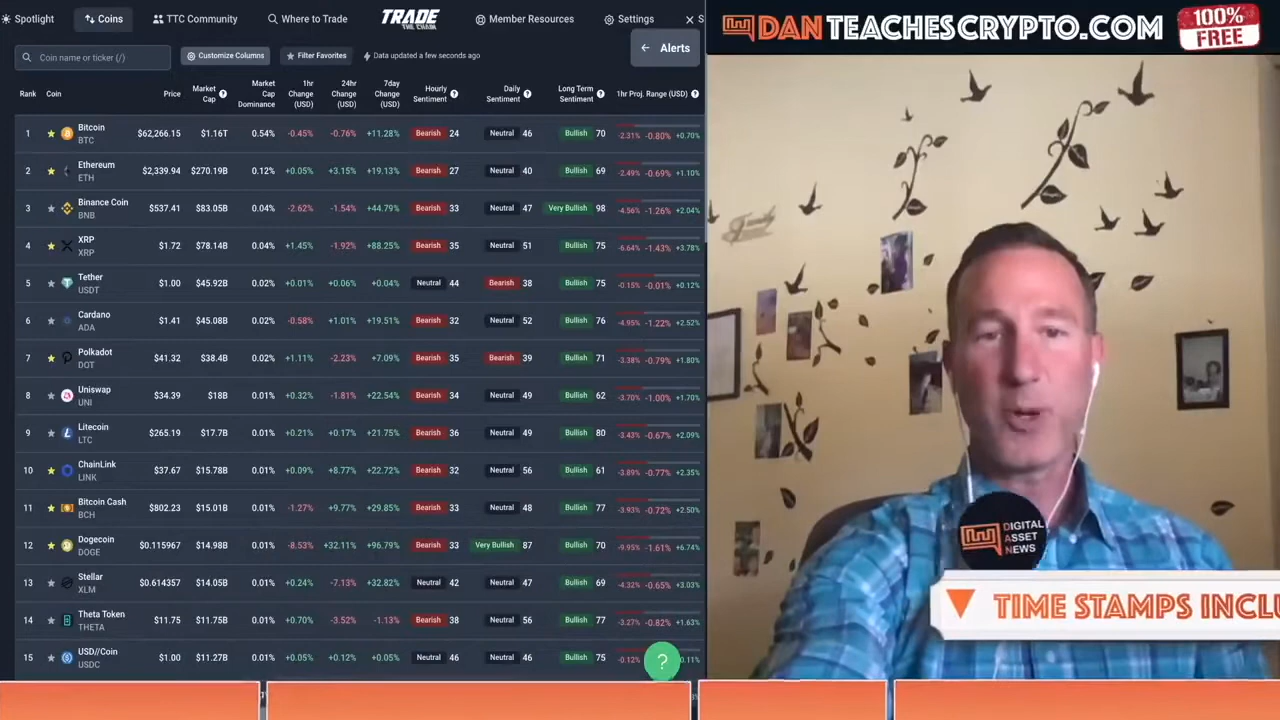 Spotlight Coins TTC Community Where to Trade TRADE THE CHAIN Member Resources Settings S
Coin name or ticker (/) Customize Columns Filter Favorites Data updated a few seconds ago Alerts
Rank Coin Price Market Cap Market Cap Dominance 1hr Change (USD) 24hr Change (USD) 7day Change (USD) Hourly Sentiment ? Daily Sentiment ? Long Term Sentiment ? 1hr Proj. Range (USD) ?
1 Bitcoin BTC $62,266.15 $1.16T 0.54% -0.45% -0.76% +11.28% Bearish 24 Neutral 46 Bullish 70 -2.31% -0.80% +0.70%
2 Ethereum ETH $2,339.94 $270.19B 0.12% +0.05% +3.15% +19.13% Bearish 27 Neutral 40 Bullish 69 -2.49% -0.69% +1.10%
3 Binance Coin BNB $537.41 $83.05B 0.04% -2.62% -1.54% +44.79% Bearish 33 Neutral 47 Very Bullish 98 -4.56% -1.26% +2.04%
4 XRP XRP $1.72 $78.14B 0.04% +1.45% -1.92% +88.25% Bearish 35 Neutral 51 Bullish 75 -6.64% -1.43% +3.78%
5 Tether USDT $1.00 $45.92B 0.02% +0.01% +0.06% +0.04% Neutral 44 Bearish 38 Bullish 75 -0.15% -0.01% +0.12%
6 Cardano ADA $1.41 $45.08B 0.02% -0.58% +1.01% +19.51% Bearish 32 Neutral 52 Bullish 76 -4.95% -1.22% +2.52%
7 Polkadot DOT $41.32 $38.4B 0.02% +1.11% -2.23% +7.09% Bearish 35 Bearish 39 Bullish 71 -3.38% -0.79% +1.80%
8 Uniswap UNI $34.39 $18B 0.01% +0.32% -1.81% +22.54% Bearish 34 Neutral 49 Bullish 62 -3.70% -1.00% +1.70%
9 Litecoin LTC $265.19 $17.7B 0.01% +0.21% +0.17% +21.75% Bearish 36 Neutral 49 Bullish 80 -3.43% -0.67% +2.09%
10 ChainLink LINK $37.67 $15.78B 0.01% +0.09% +8.77% +22.72% Bearish 32 Neutral 56 Bullish 61 -3.89% -0.77% +2.35%
11 Bitcoin Cash BCH $802.23 $15.01B 0.01% -1.27% +9.77% +29.85% Bearish 33 Neutral 48 Bullish 77 -3.93% -0.72% +2.50%
12 Dogecoin DOGE $0.115967 $14.98B 0.01% -8.53% +32.11% +96.79% Bearish 33 Very Bullish 87 Bullish 70 -9.95% -1.61% +6.74%
13 Stellar XLM $0.614357 $14.05B 0.01% +0.24% -7.13% +32.82% Neutral 42 Neutral 47 Bullish 69 -4.32% -0.65% +3.03%
14 Theta Token THETA $11.75 $11.75B 0.01% +0.70% -3.52% -1.13% Bearish 38 Neutral 56 Bullish 77 -3.27% -0.82% +1.63%
15 USD//Coin USDC $1.00 $11.27B 0.01% +0.05% +0.12% +0.05% Neutral 46 Neutral 46 Bullish 75 -0.12% 0.11%
?
DANTEACHESCRYPTO.COM 100% FREE
DIGITAL
ASSET
NEWS
TIME STAMPS INCL